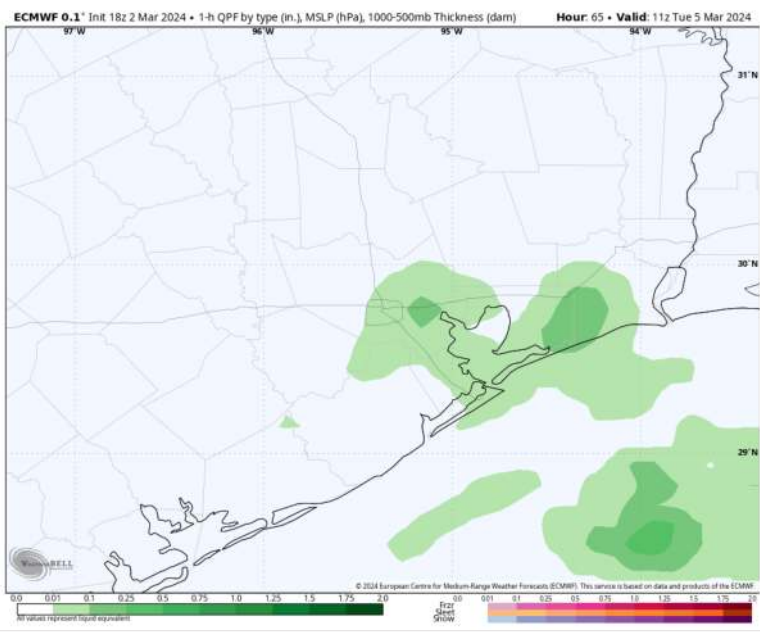 ECMWF 0.1° Init 18z 2 Mar 2024 • 1-h QPF by type (in.), MSLP (hPa), 1000-500mb Thickness (dam) Hour: 65 • Valid: 11z Tue 5 Mar 2024
97°W 96°W 95°W 94°W
31°N
30°N
29°N
WeatherBELL
© 2024 European Centre for Medium-Range Weather Forecasts (ECMWF). This service is based on data and products of the ECMWF
0.0 0.01 0.1 0.25 0.5 0.75 1.0 1.25 1.5 1.75 2.0 0.0 0.01 0.1 0.25 0.5 0.75 1.0 1.25 1.5 1.75 2.0
All values represent liquid equivalent
Frzr
Sleet
Snow